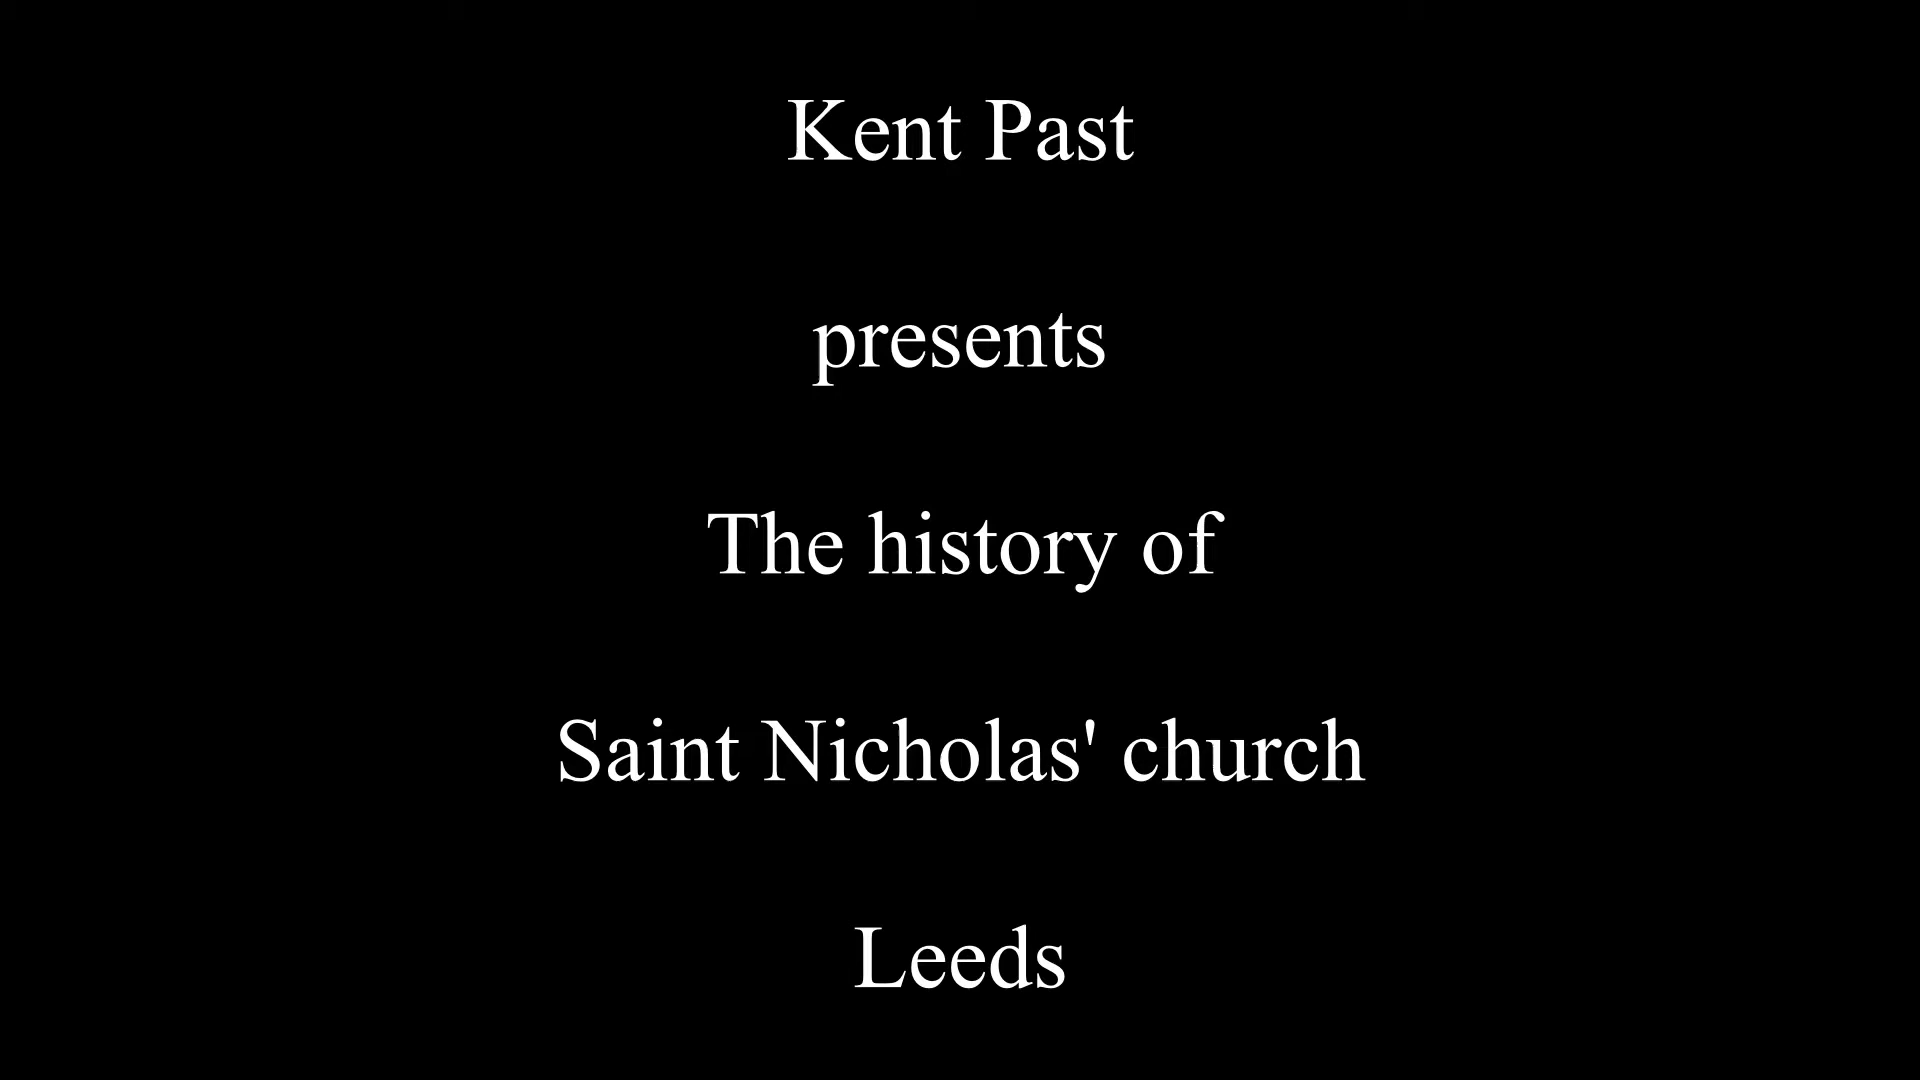 Kent Past
presents
The history of
Saint Nicholas' church
Leeds